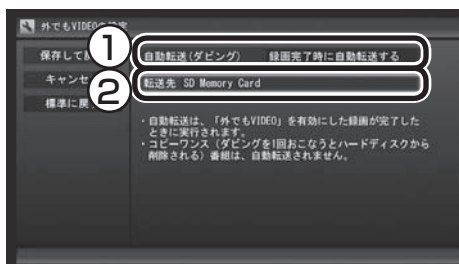 外でもVIDEOの設定
①
保存して
自動転送(ダビング) 録画完了時に自動転送する
キャンセ
②
転送先 SD Memory Card
標準に戻
・自動転送は、「外でもVIDEO」を有効にした録画が完了した
ときに実行されます。
・コピーワンス(ダビングを1回おこなうとハードディスクから
削除される)番組は、自動転送されません。